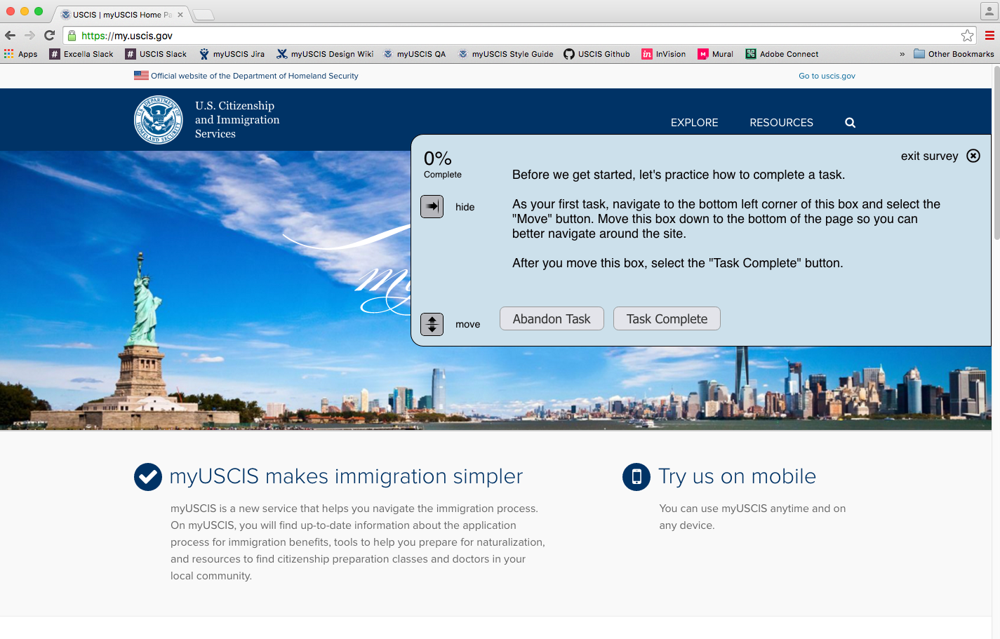 USCIS | myUSCIS Home Pa
https://my.uscis.gov
Apps
Excella Slack
USCIS Slack
myUSCIS Jira
myUSCIS Design Wiki
myUSCIS QA
myUSCIS Style Guide
USCIS Github
InVision
Mural
Adobe Connect
»
Other Bookmarks
Official website of the Department of Homeland Security
Go to uscis.gov
U.S. Citizenship
and Immigration
Services
EXPLORE
RESOURCES
0%
Complete
exit survey
Before we get started, let's practice how to complete a task.
hide
As your first task, navigate to the bottom left corner of this box and select the
"Move" button. Move this box down to the bottom of the page so you can
better navigate around the site.
After you move this box, select the "Task Complete" button.
move
Abandon Task
Task Complete
myUSCIS makes immigration simpler
myUSCIS is a new service that helps you navigate the immigration process.
On myUSCIS, you will find up-to-date information about the application
process for immigration benefits, tools to help you prepare for naturalization,
and resources to find citizenship preparation classes and doctors in your
local community.
Try us on mobile
You can use myUSCIS anytime and on
any device.